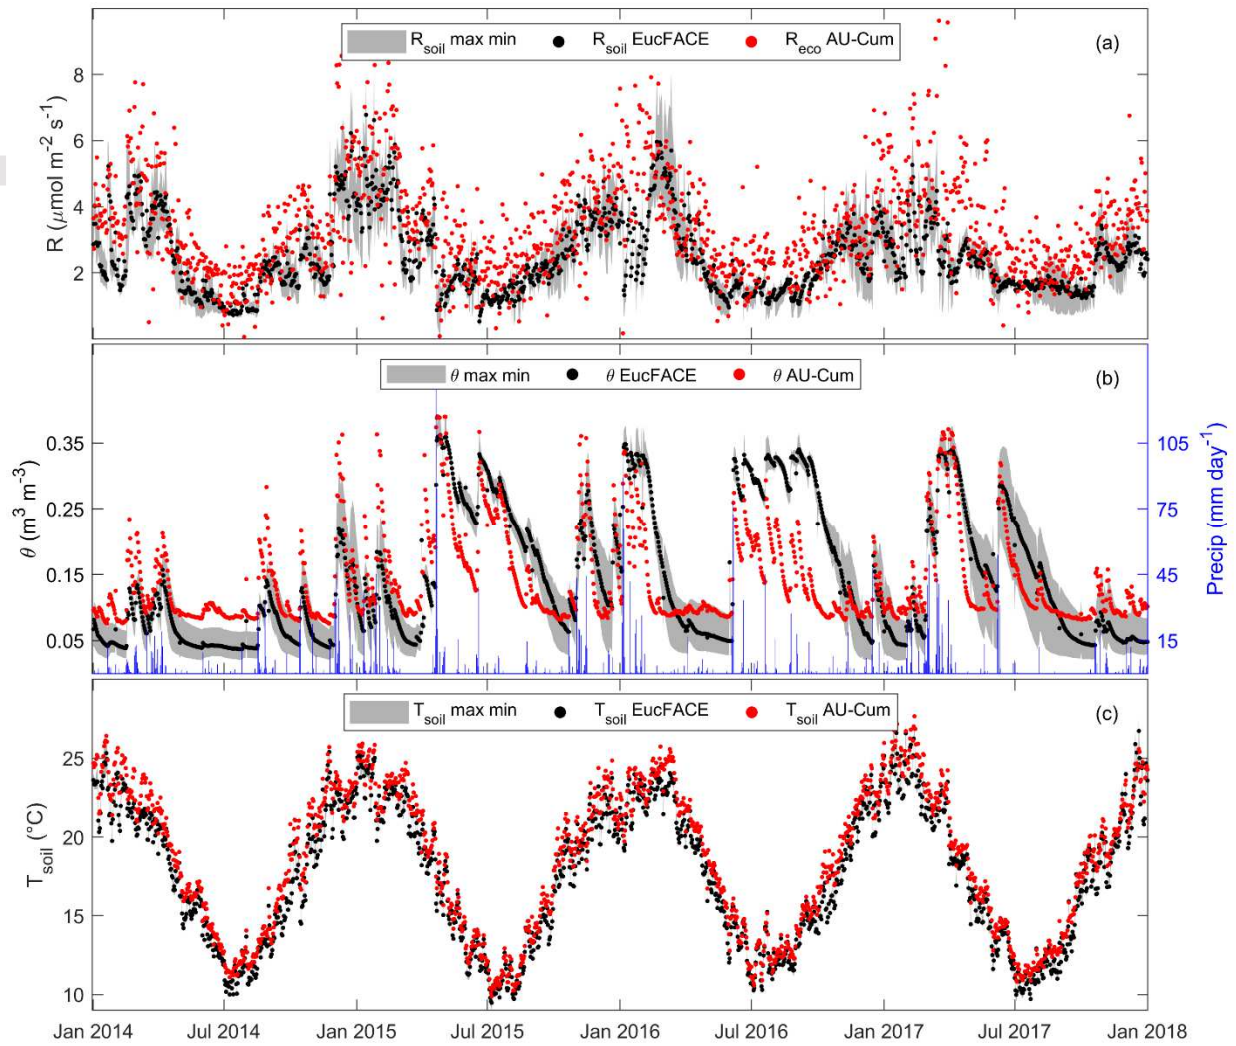 R_soil max min R_soil EucFACE R_eco AU-Cum
(a)
8
6
4
2
R (μmol m⁻² s⁻¹)
θ max min θ EucFACE θ AU-Cum
(b)
0.35
0.25
0.15
0.05
θ (m³ m⁻³)
105
75
45
15
Precip (mm day⁻¹)
T_soil max min T_soil EucFACE T_soil AU-Cum
(c)
25
20
15
10
T_soil (°C)
Jan 2014 Jul 2014 Jan 2015 Jul 2015 Jan 2016 Jul 2016 Jan 2017 Jul 2017 Jan 2018